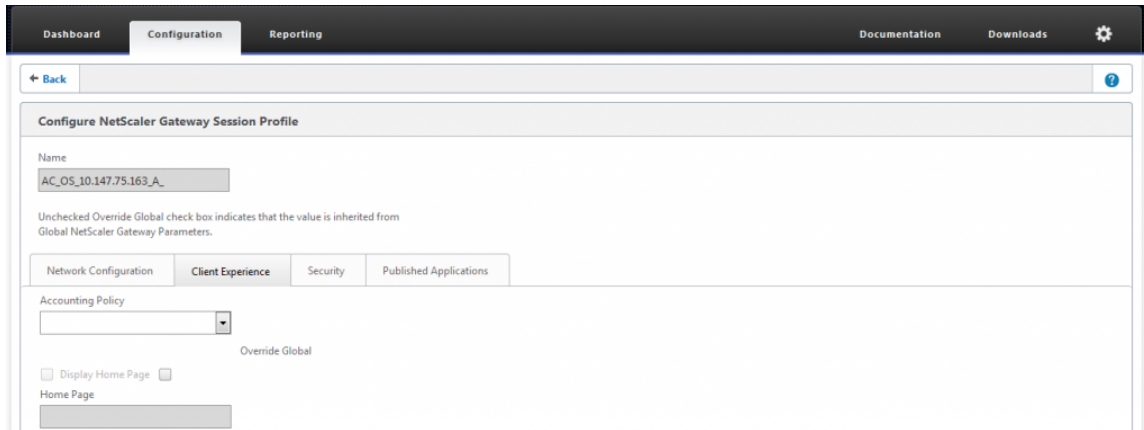 Dashboard Configuration Reporting Documentation Downloads
Back
?
Configure NetScaler Gateway Session Profile
Name
AC_OS_10.147.75.163_A_
Unchecked Override Global check box indicates that the value is inherited from
Global NetScaler Gateway Parameters.
Network Configuration Client Experience Security Published Applications
Accounting Policy
Override Global
Display Home Page
Home Page